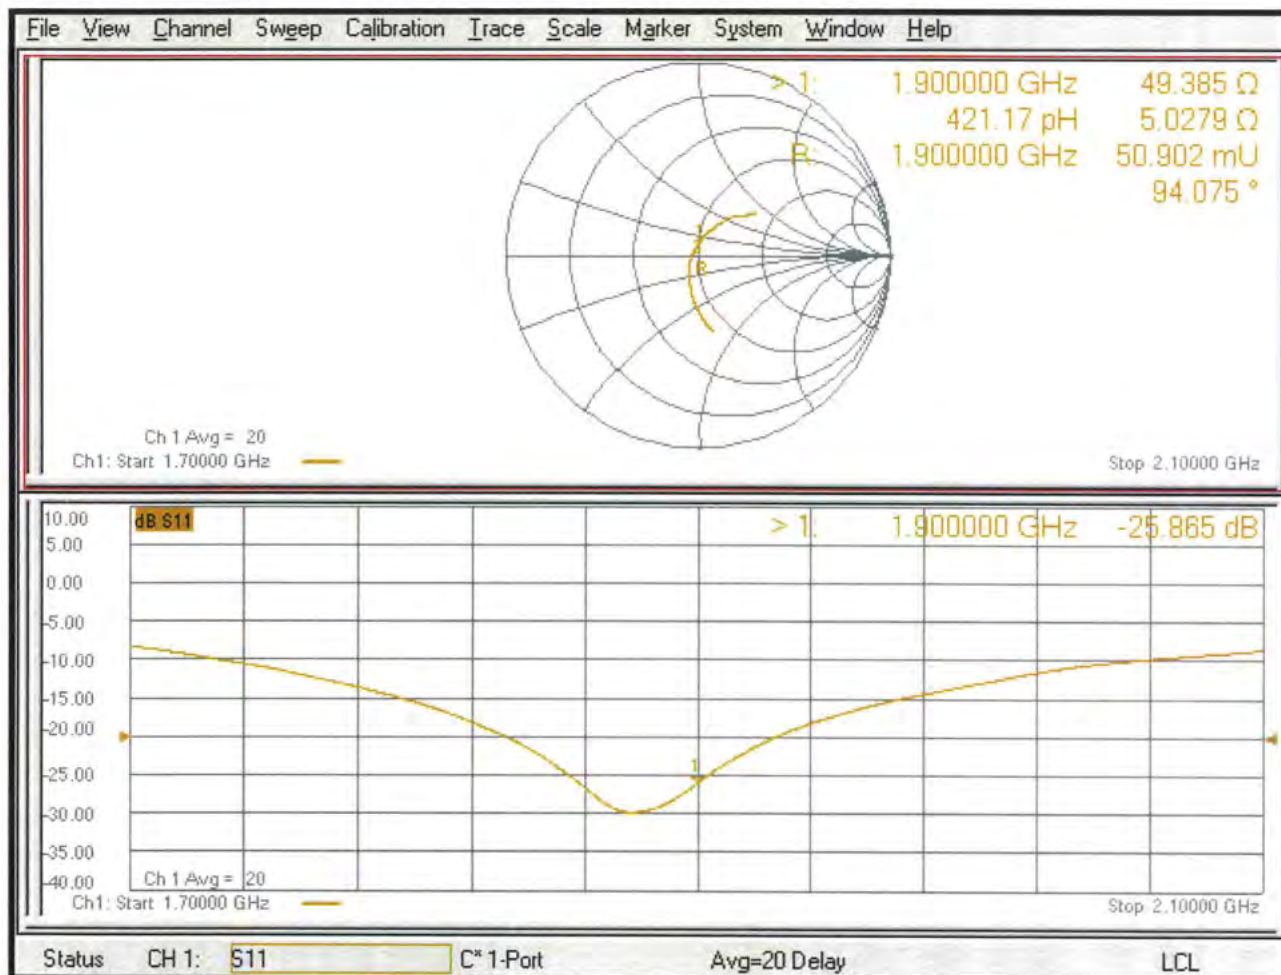 File View Channel Sweep Calibration Trace Scale Marker System Window Help
> 1: 1.900000 GHz 49.385 Ω
421.17 pH 5.0279 Ω
R: 1.900000 GHz 50.902 mU
94.075 °
1
R
Ch 1 Avg = 20
Ch1: Start 1.70000 GHz
Stop 2.10000 GHz
dB S11
> 1: 1.900000 GHz -25.865 dB
10.00
5.00
0.00
-5.00
-10.00
-15.00
-20.00
-25.00
1
-30.00
-35.00
-40.00
Ch 1 Avg = 20
Ch1: Start 1.70000 GHz
Stop 2.10000 GHz
Status CH 1: S11 C* 1-Port Avg=20 Delay LCL